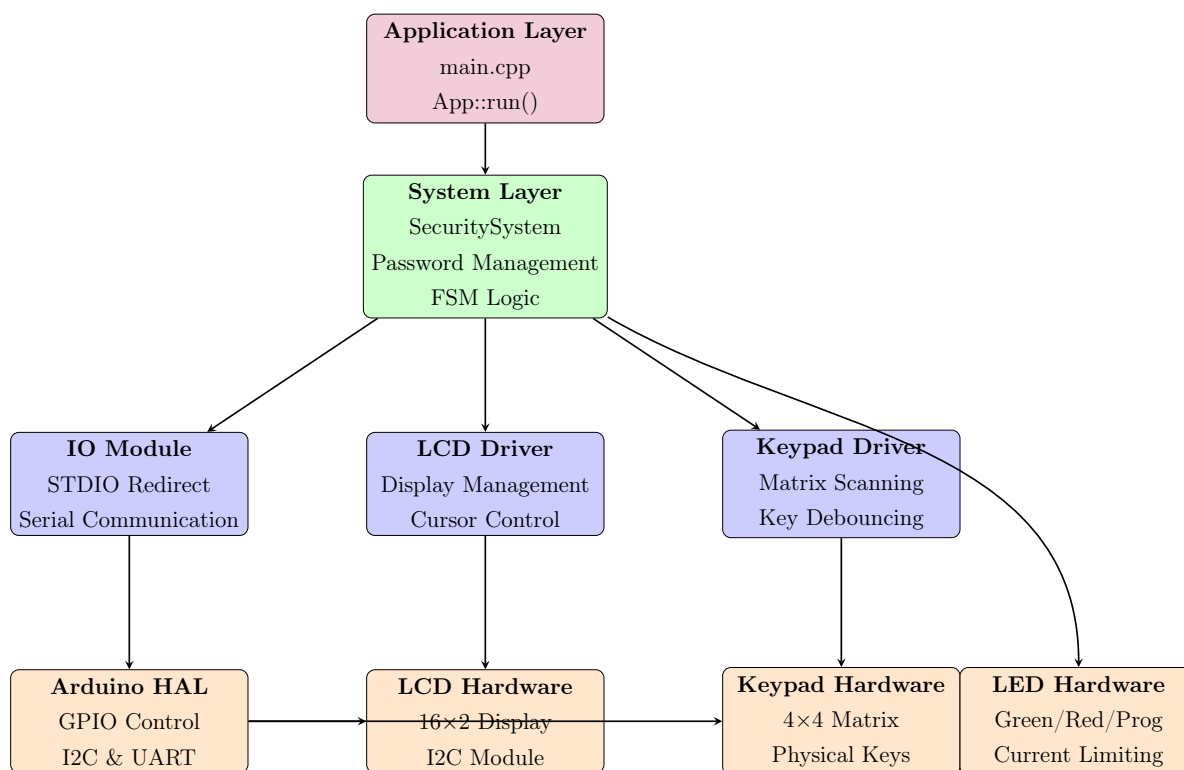 Application Layer
main.cpp
App::run()
System Layer
SecuritySystem
Password Management
FSM Logic
IO Module
STDIO Redirect
Serial Communication
LCD Driver
Display Management
Cursor Control
Keypad Driver
Matrix Scanning
Key Debouncing
Arduino HAL
GPIO Control
I2C & UART
LCD Hardware
16×2 Display
I2C Module
Keypad Hardware
4×4 Matrix
Physical Keys
LED Hardware
Green/Red/Prog
Current Limiting